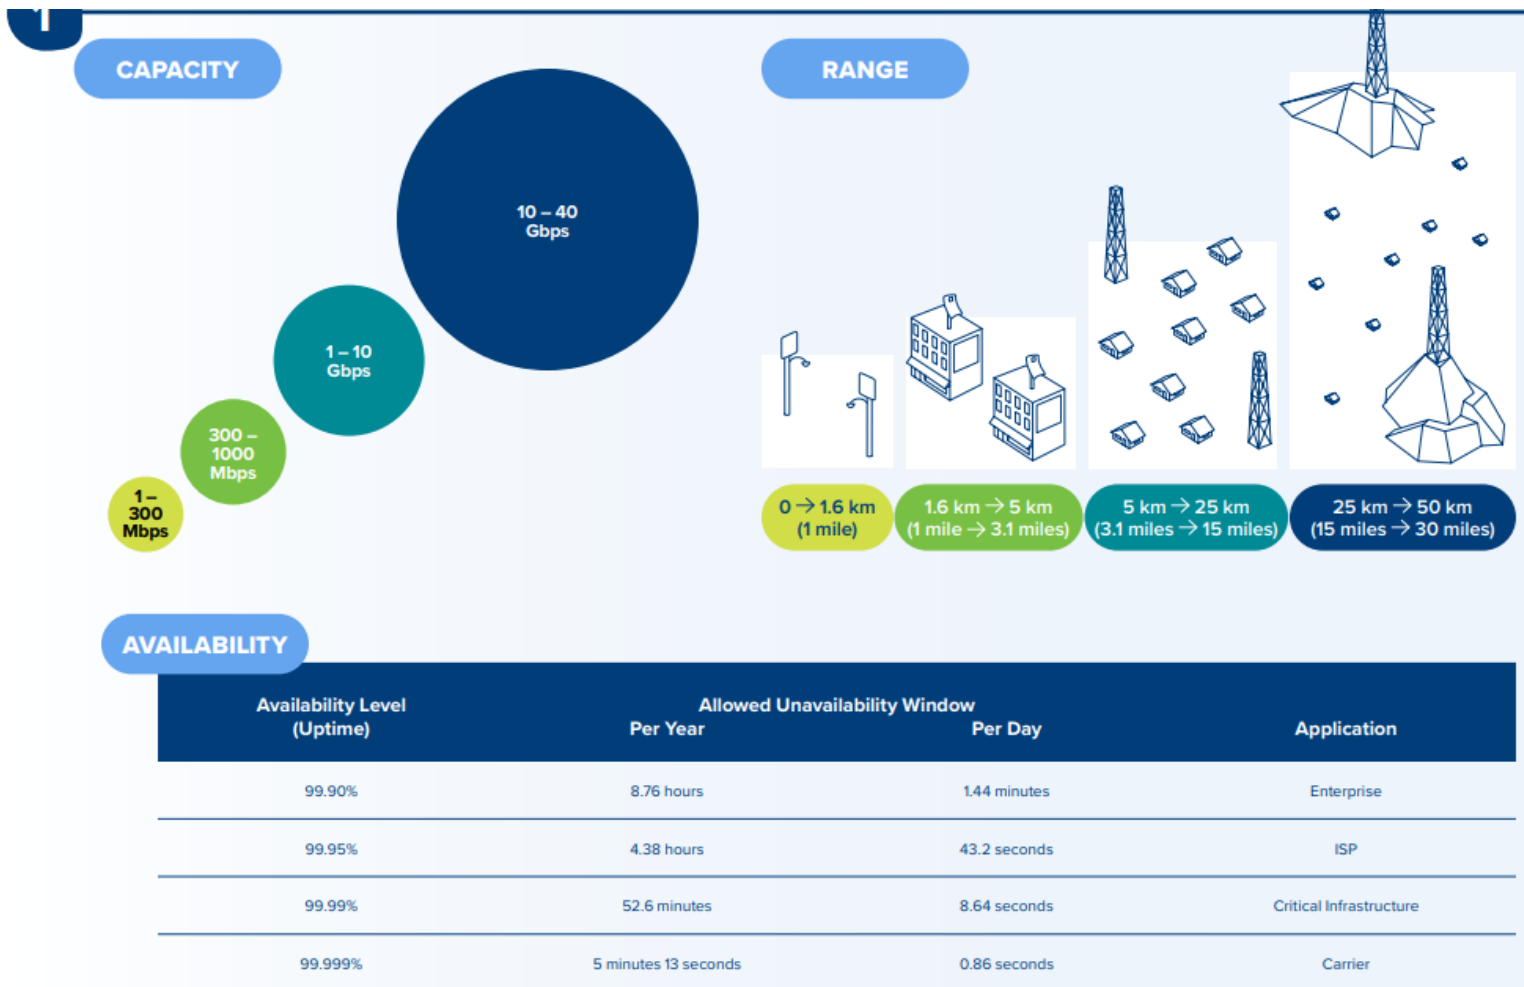 1
CAPACITY
10 – 40
Gbps
1 – 10
Gbps
300 –
1000
Mbps
1 –
300
Mbps
RANGE
0 → 1.6 km
(1 mile)
1.6 km → 5 km
(1 mile → 3.1 miles)
5 km → 25 km
(3.1 miles → 15 miles)
25 km → 50 km
(15 miles → 30 miles)
AVAILABILITY
Availability Level
(Uptime)
Allowed Unavailability Window
Per Year Per Day Application
99.90% 8.76 hours 1.44 minutes Enterprise
99.95% 4.38 hours 43.2 seconds ISP
99.99% 52.6 minutes 8.64 seconds Critical Infrastructure
99.999% 5 minutes 13 seconds 0.86 seconds Carrier